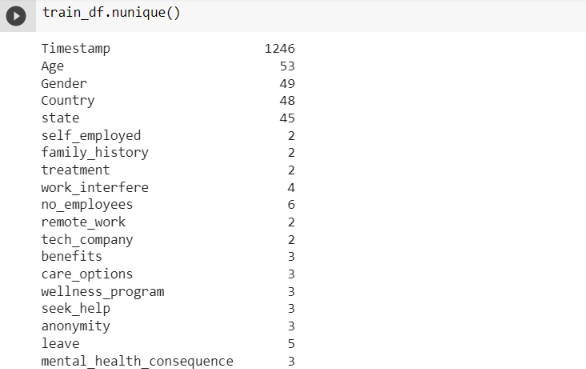 train_df.nunique()
Timestamp 1246
Age 53
Gender 49
Country 48
state 45
self_employed 2
family_history 2
treatment 2
work_interfere 4
no_employees 6
remote_work 2
tech_company 2
benefits 3
care_options 3
wellness_program 3
seek_help 3
anonymity 3
leave 5
mental_health_consequence 3